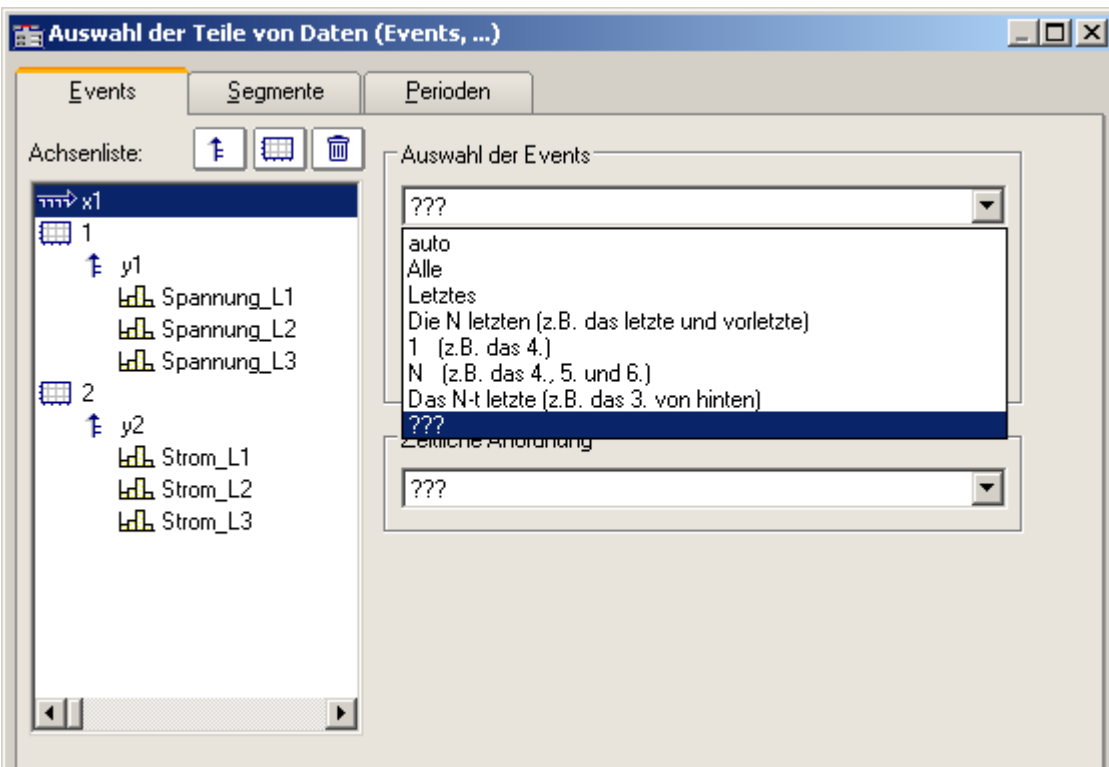 Auswahl der Teile von Daten (Events, ...)
Events Segmente Perioden
Achsenliste:
x1
1
y1
Spannung_L1
Spannung_L2
Spannung_L3
2
y2
Strom_L1
Strom_L2
Strom_L3
Auswahl der Events
???
auto
Alle
Letztes
Die N letzten (z.B. das letzte und vorletzte)
1 (z.B. das 4.)
N (z.B. das 4., 5. und 6.)
Das N-t letzte (z.B. das 3. von hinten)
???
Zeitliche Anordnung
???